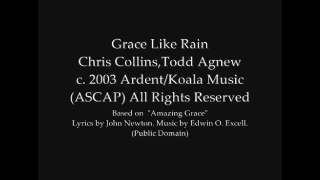 Grace Like Rain
Chris Collins,Todd Agnew
c. 2003 Ardent/Koala Music
(ASCAP) All Rights Reserved
Based on "Amazing Grace"
Lyrics by John Newton. Music by Edwin O. Excell.
(Public Domain)